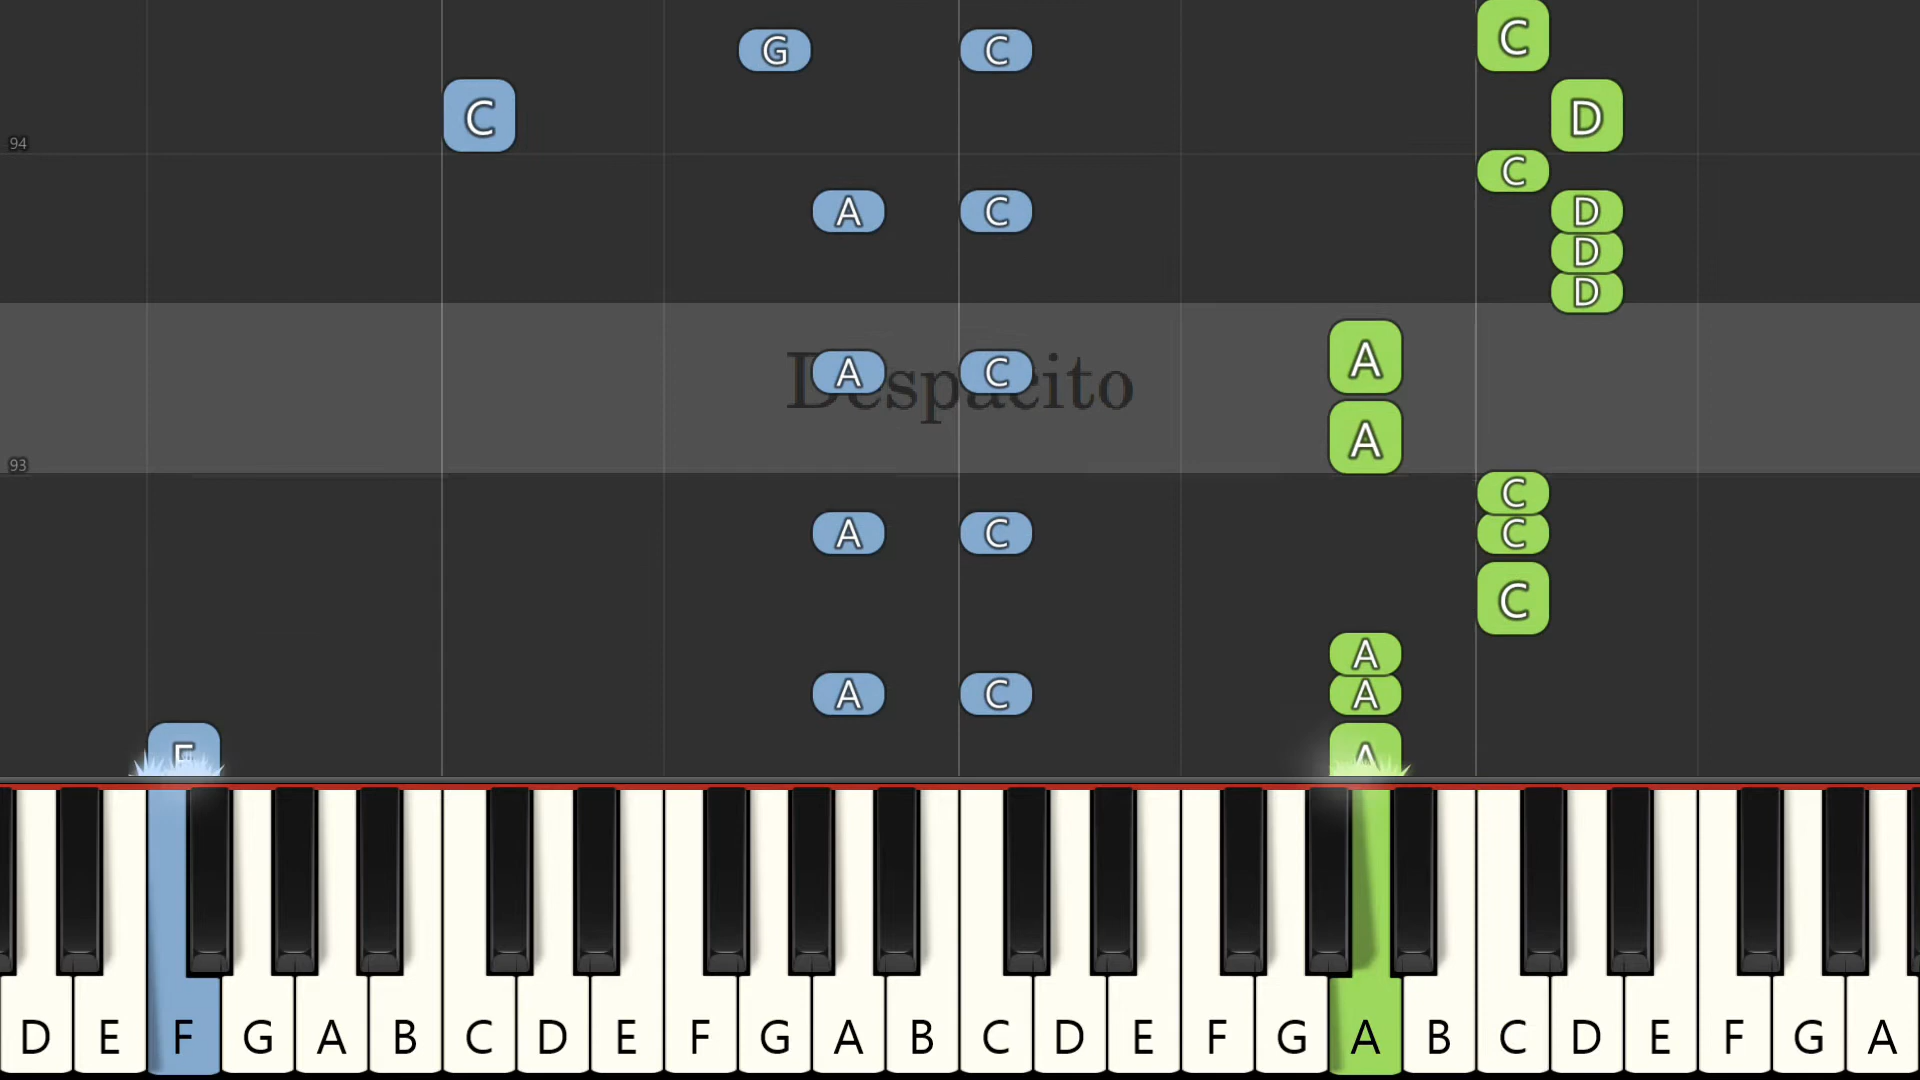 C
G C
C D
94
C
A C D
D
D
A
A Despacito C
A
93
C
A C C
C
A
A C A
F A
D E F G A B C D E F G A B C D E F G A B C D E F G A